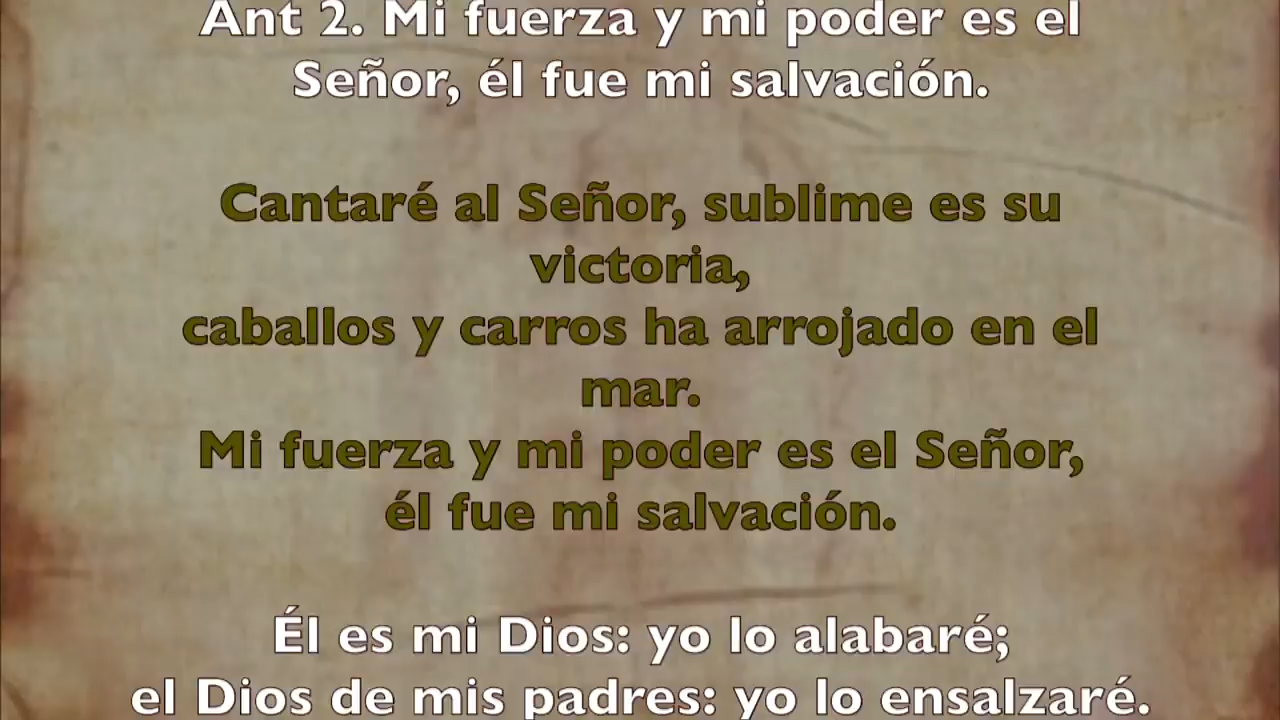 Ant 2. Mi fuerza y mi poder es el
Señor, él fue mi salvación.
Cantaré al Señor, sublime es su
victoria,
caballos y carros ha arrojado en el
mar.
Mi fuerza y mi poder es el Señor,
él fue mi salvación.
Él es mi Dios: yo lo alabaré;
el Dios de mis padres: yo lo ensalzaré.